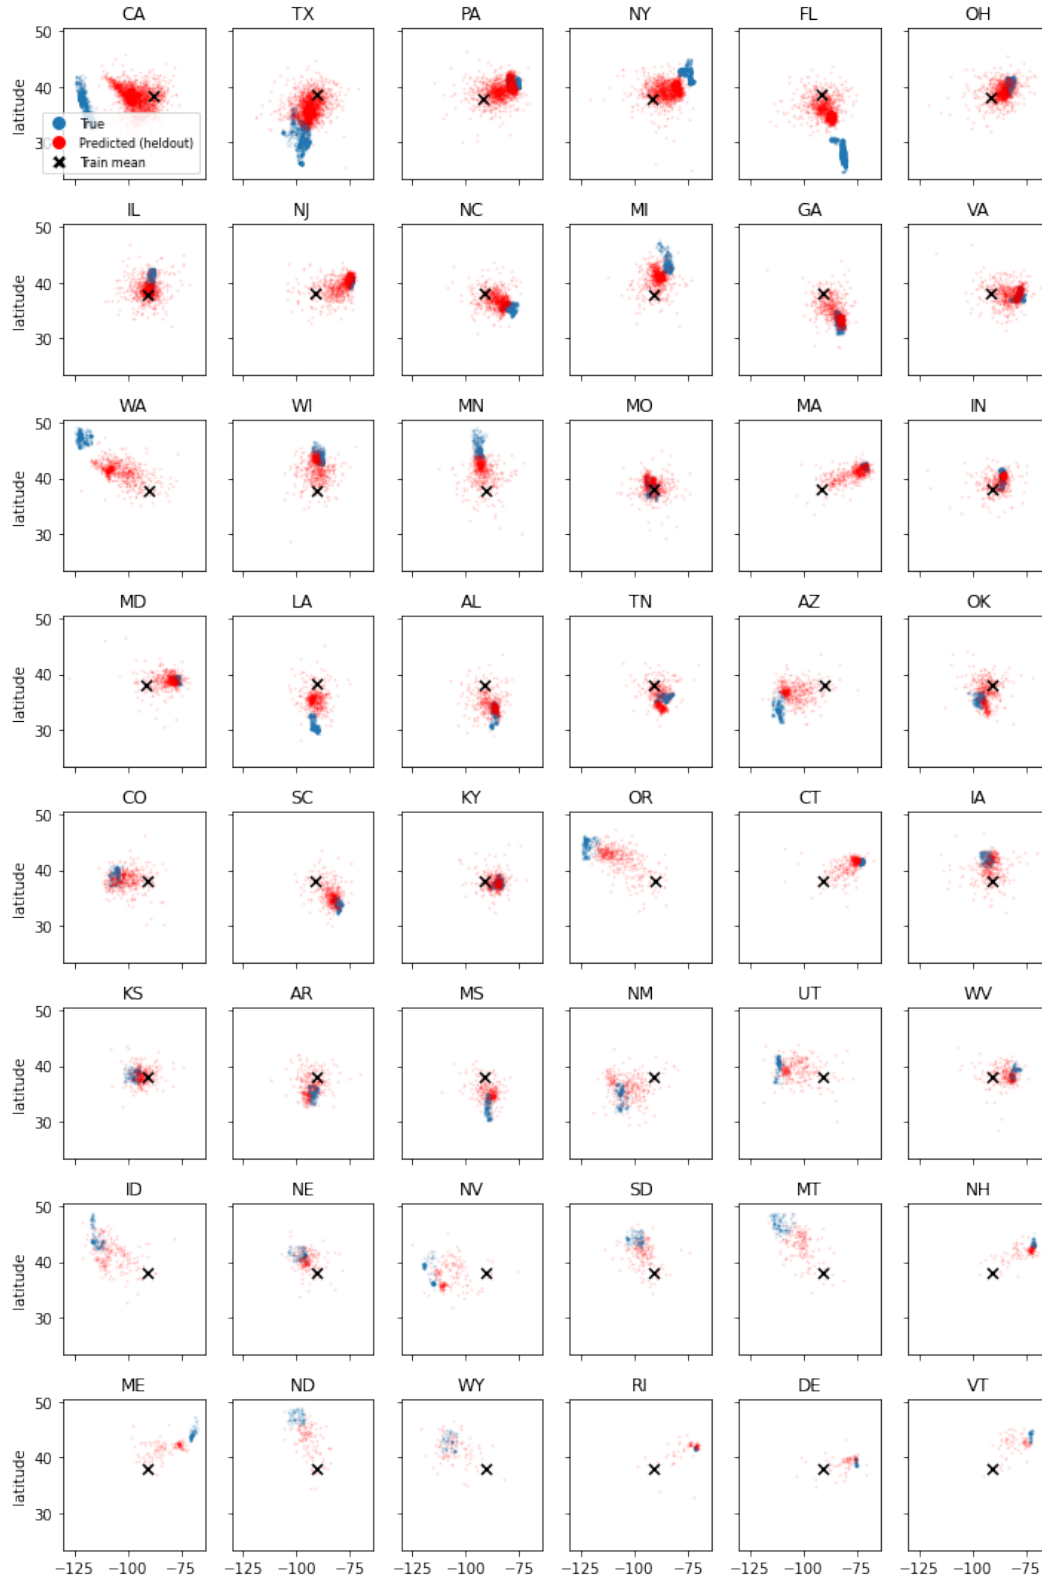 CA TX PA NY FL OH
50
40
30
latitude
True
Predicted (heldout)
Train mean
IL NJ NC MI GA VA
50
40
30
latitude
WA WI MN MO MA IN
50
40
30
latitude
MD LA AL TN AZ OK
50
40
30
latitude
CO SC KY OR CT IA
50
40
30
latitude
KS AR MS NM UT WV
50
40
30
latitude
ID NE NV SD MT NH
50
40
30
latitude
ME ND WY RI DE VT
50
40
30
latitude
−125 −100 −75 −125 −100 −75 −125 −100 −75 −125 −100 −75 −125 −100 −75 −125 −100 −75